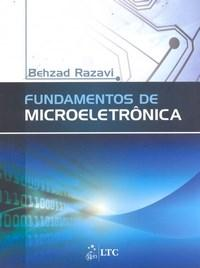 Behzad Razavi
FUNDAMENTOS DE
MICROELETRÔNICA
LTC